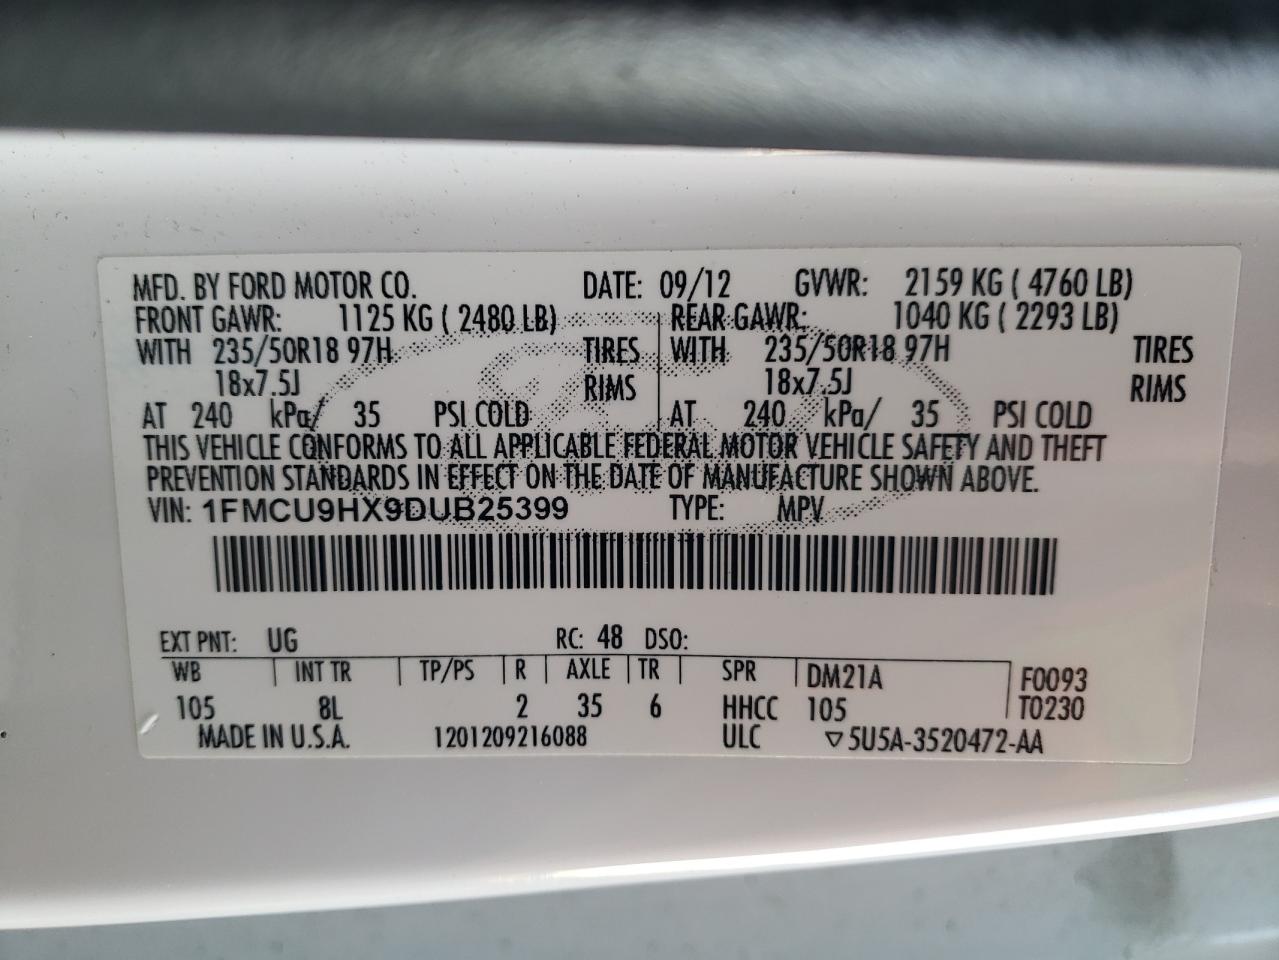 MFD. BY FORD MOTOR CO. DATE: 09/12 GVWR: 2159 KG ( 4760 LB)
FRONT GAWR: 1125 KG ( 2480 LB) REAR GAWR: 1040 KG ( 2293 LB)
WITH 235/50R18 97H TIRES WITH 235/50R18 97H TIRES
18x7.5J RIMS 18x7.5J RIMS
AT 240 kPa/ 35 PSI COLD AT 240 kPa/ 35 PSI COLD
THIS VEHICLE CONFORMS TO ALL APPLICABLE FEDERAL MOTOR VEHICLE SAFETY AND THEFT
PREVENTION STANDARDS IN EFFECT ON THE DATE OF MANUFACTURE SHOWN ABOVE.
VIN: 1FMCU9HX9DUB25399 TYPE: MPV
EXT PNT: UG RC: 48 DSO:
WB INT TR TP/PS R AXLE TR SPR DM21A F0093
105 8L 2 35 6 HHCC 105 T0230
MADE IN U.S.A. 1201209216088 ULC ▽5U5A-3520472-AA